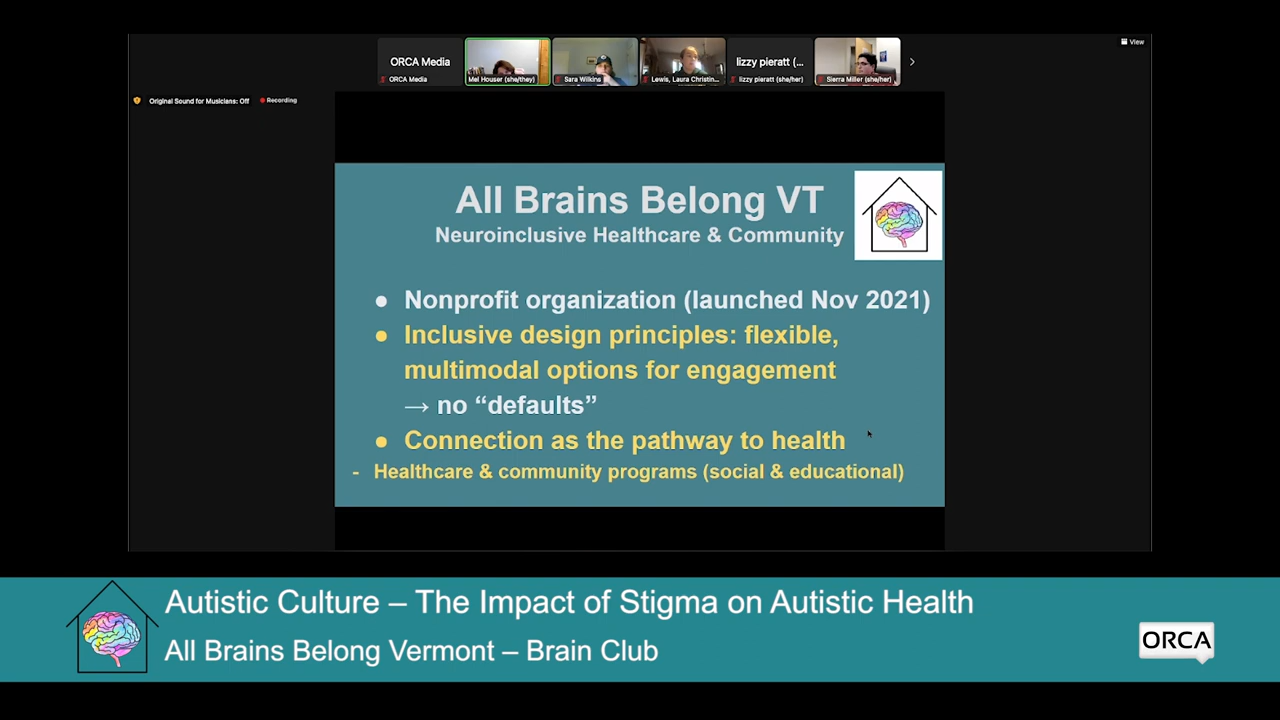 View
ORCA Media
lizzy pieratt (...
ORCA Media
Mel Houser (she/they)
Sara Wilkins
Lewis, Laura Christin...
lizzy pieratt (she/her)
Sierra Miller (she/her)
Original Sound for Musicians: Off
Recording
All Brains Belong VT
Neuroinclusive Healthcare & Community
● Nonprofit organization (launched Nov 2021)
● Inclusive design principles: flexible,
multimodal options for engagement
→ no “defaults”
● Connection as the pathway to health
- Healthcare & community programs (social & educational)
Autistic Culture – The Impact of Stigma on Autistic Health
All Brains Belong Vermont – Brain Club
ORCA